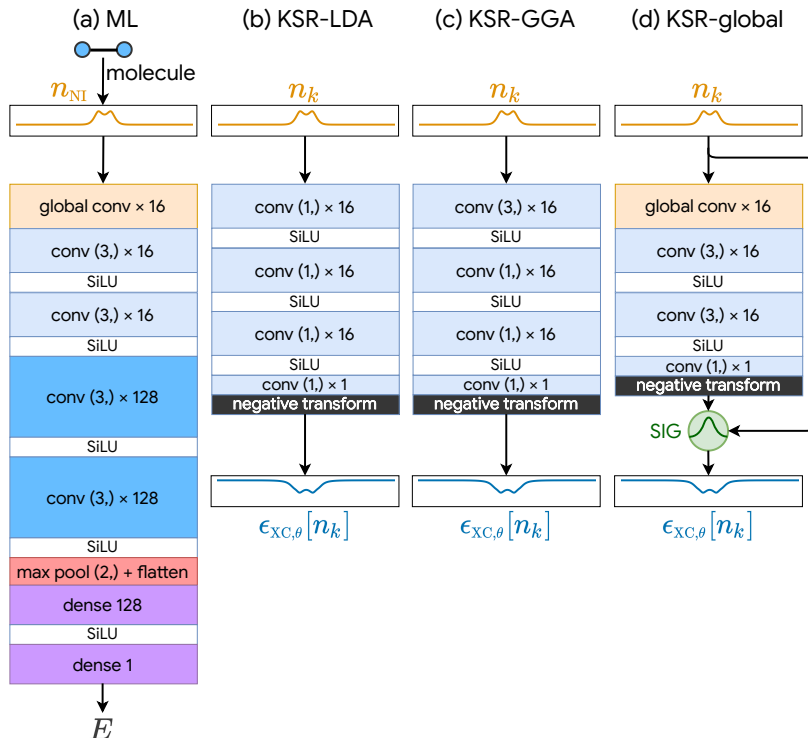 (a) ML
molecule
n_NI
global conv × 16
conv (3,) × 16
SiLU
conv (3,) × 16
SiLU
conv (3,) × 128
SiLU
conv (3,) × 128
SiLU
max pool (2,) + flatten
dense 128
SiLU
dense 1
E
(b) KSR-LDA
n_k
conv (1,) × 16
SiLU
conv (1,) × 16
SiLU
conv (1,) × 16
SiLU
conv (1,) × 1
negative transform
ϵ_XC,θ[n_k]
(c) KSR-GGA
n_k
conv (3,) × 16
SiLU
conv (1,) × 16
SiLU
conv (1,) × 16
SiLU
conv (1,) × 1
negative transform
ϵ_XC,θ[n_k]
(d) KSR-global
n_k
global conv × 16
conv (3,) × 16
SiLU
conv (3,) × 16
SiLU
conv (1,) × 1
negative transform
SIG
ϵ_XC,θ[n_k]